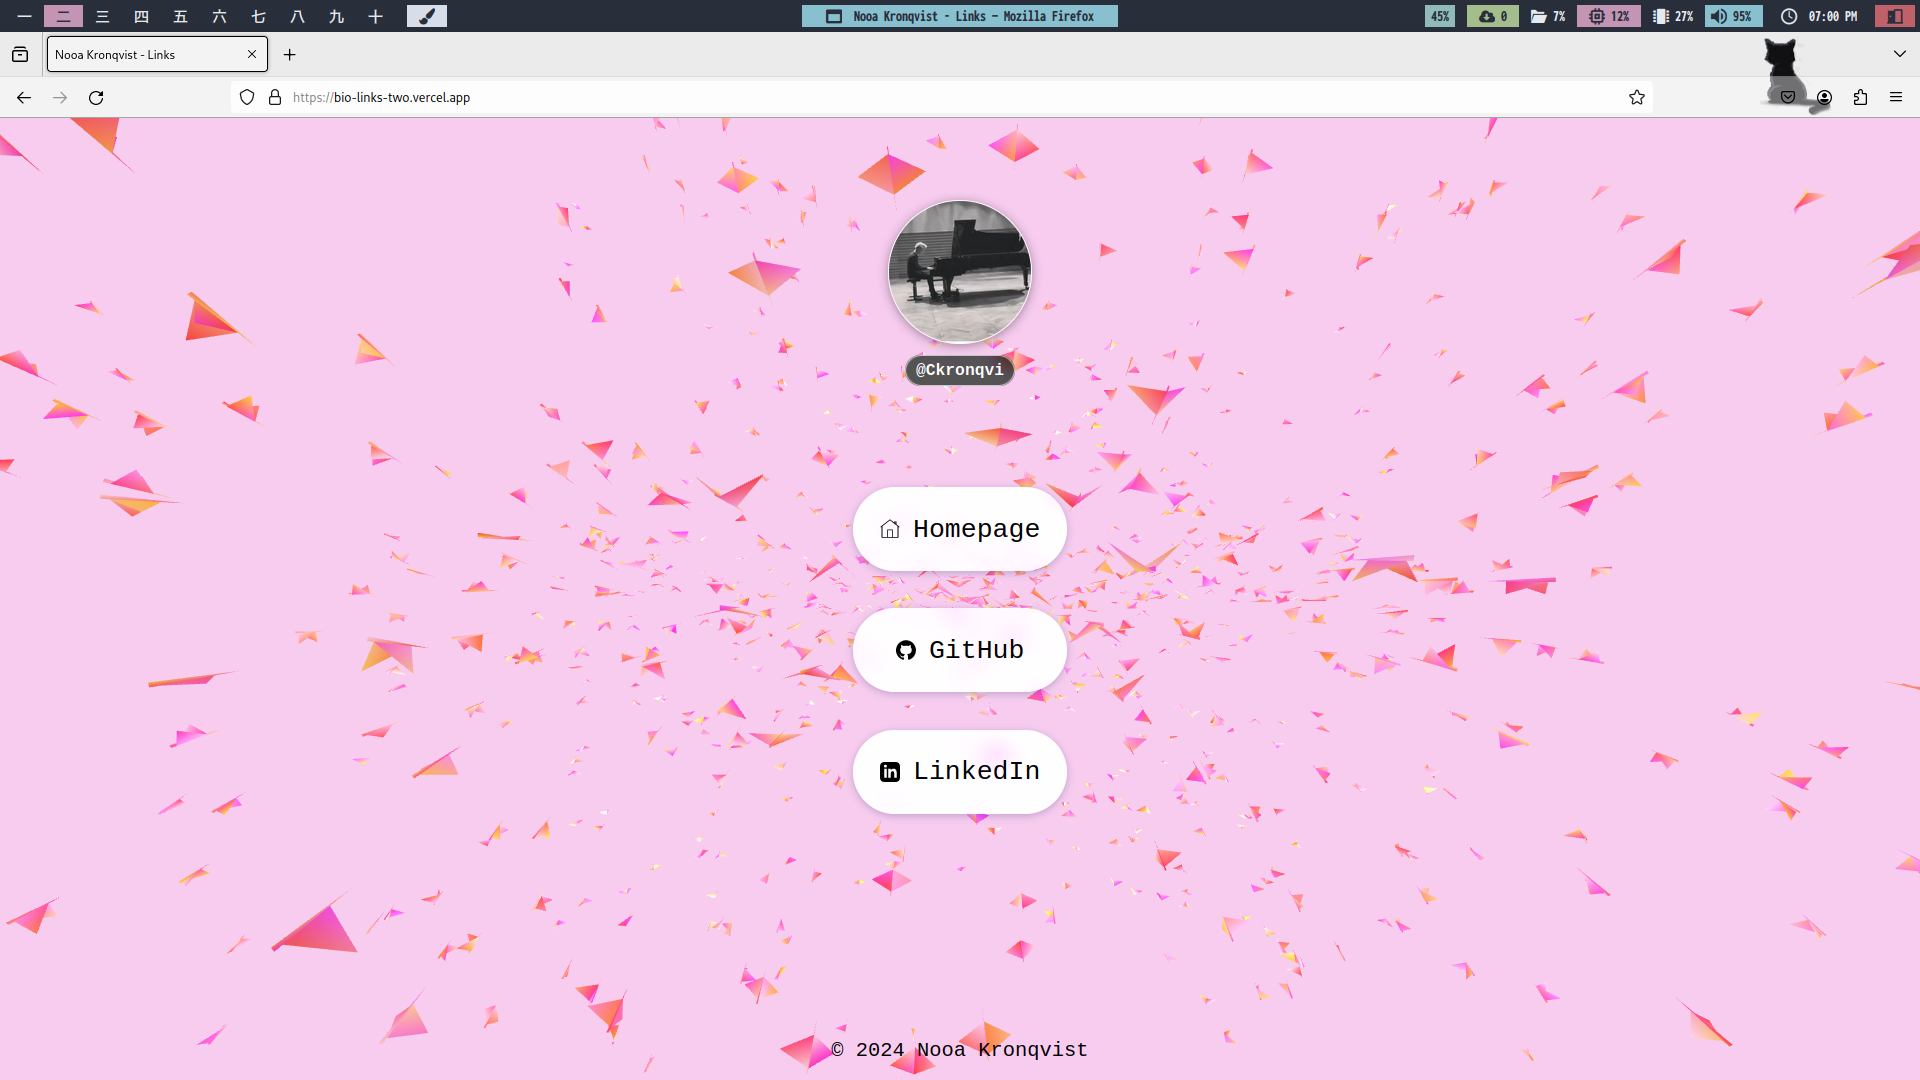 一 二 三 四 五 六 七 八 九 十
Nooa Kronqvist - Links — Mozilla Firefox
45% 0 7% 12% 27% 95% 07:00 PM
Nooa Kronqvist - Links
https://bio-links-two.vercel.app
@Ckronqvi
Homepage
GitHub
in LinkedIn
© 2024 Nooa Kronqvist